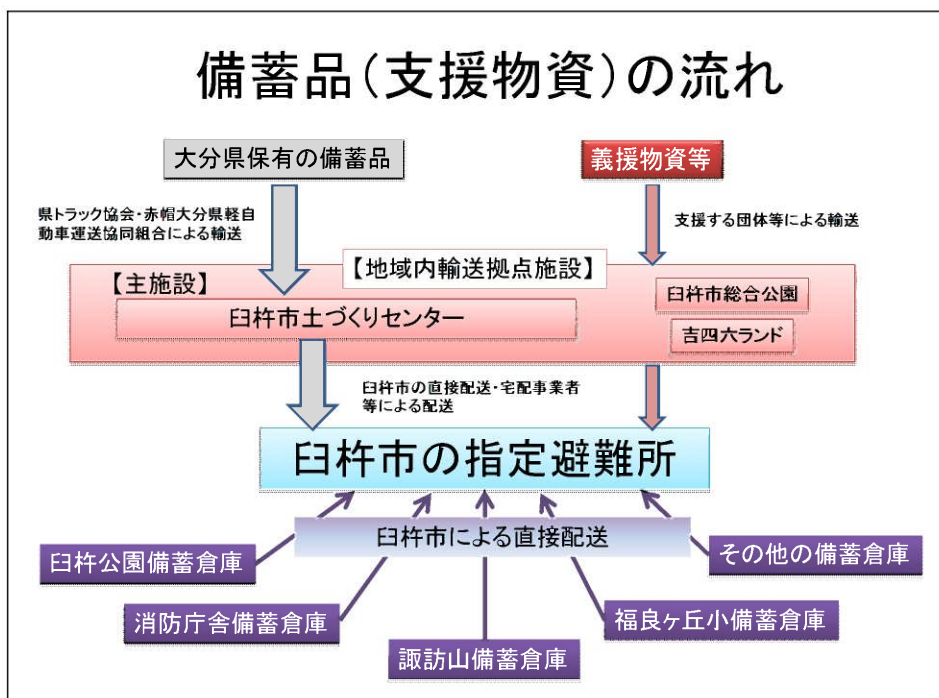 備蓄品(支援物資)の流れ
大分県保有の備蓄品
義援物資等
県トラック協会・赤帽大分県軽自
動車運送協同組合による輸送
支援する団体等による輸送
【地域内輸送拠点施設】
【主施設】
臼杵市土づくりセンター
臼杵市総合公園
吉四六ランド
臼杵市の直接配送・宅配事業者
等による配送
臼杵市の指定避難所
臼杵市による直接配送
臼杵公園備蓄倉庫
その他の備蓄倉庫
消防庁舎備蓄倉庫
福良ヶ丘小備蓄倉庫
諏訪山備蓄倉庫